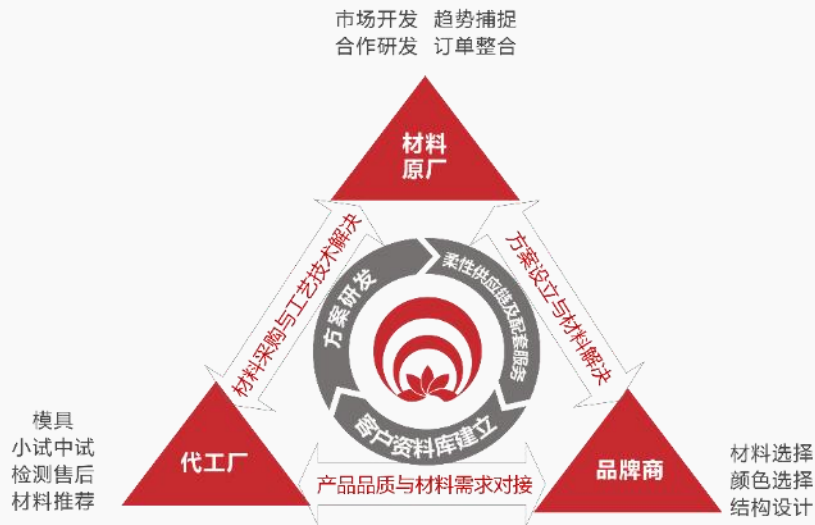 市场开发 趋势捕捉
合作研发 订单整合
材料
原厂
材料采购与工艺技术解决
方案设立与材料解决
方案研发
柔性供应链及配套服务
客户资料库建立
模具
小试中试
检测售后
材料推荐
代工厂
产品品质与材料需求对接
品牌商
材料选择
颜色选择
结构设计